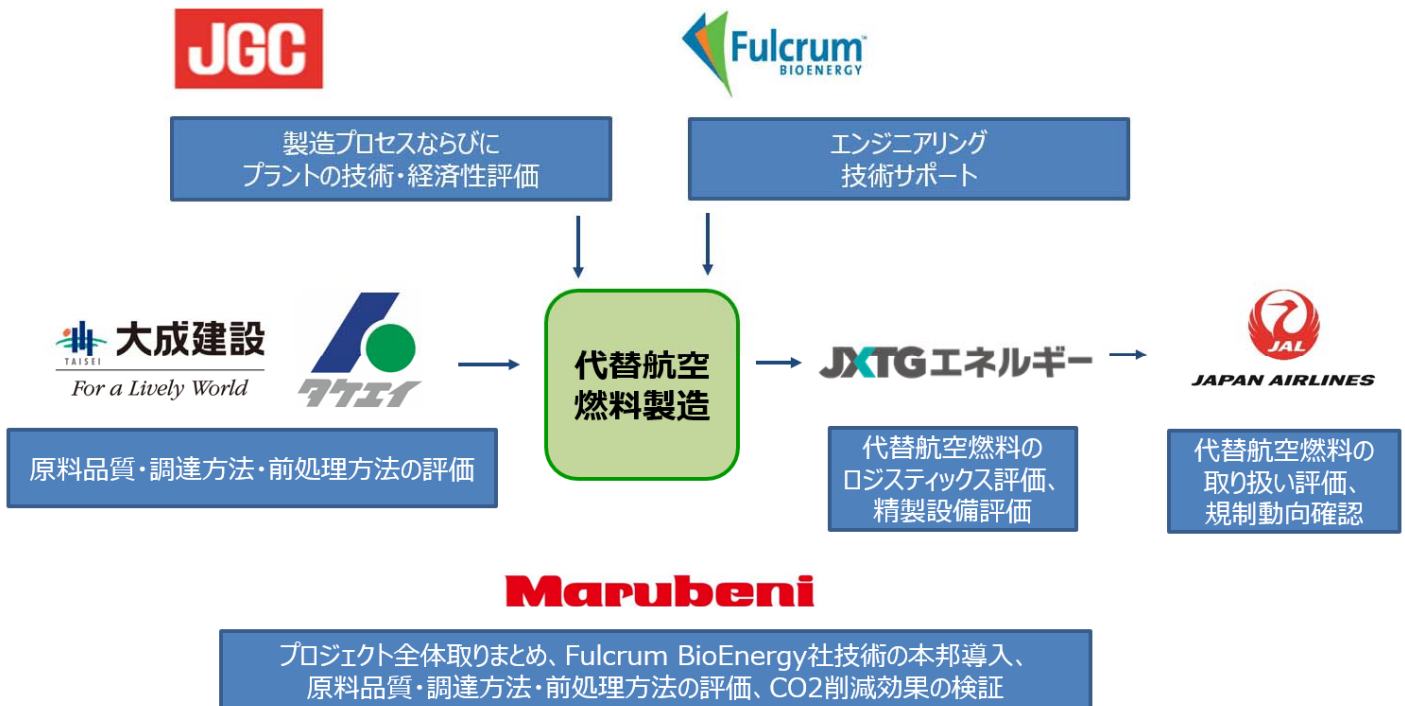 JGC
Fulcrum™
BIOENERGY
製造プロセスならびに
プラントの技術・経済性評価
エンジニアリング
技術サポート
TAISEI
大成建設
For a Lively World
タケエイ
代替航空
燃料製造
JXTGエネルギー
JAL
JAPAN AIRLINES
原料品質・調達方法・前処理方法の評価
代替航空燃料の
ロジスティックス評価、
精製設備評価
代替航空燃料の
取り扱い評価、
規制動向確認
Marubeni
プロジェクト全体取りまとめ、Fulcrum BioEnergy社技術の本邦導入、
原料品質・調達方法・前処理方法の評価、CO2削減効果の検証